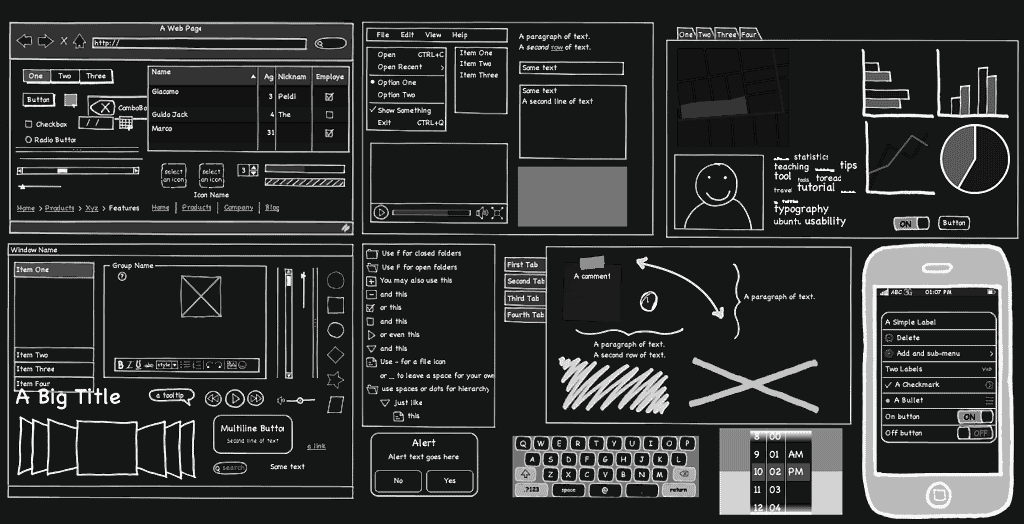 A Web Page
http://
One Two Three
Name Ag Nicknam Employe
Giacomo 3 Peldi
Guido Jack 4 The
Marco 31
Button
ComboBo
/ /
Checkbox
Radio Button
select an icon
select an icon
3
Icon Name
Home > Products > Xyz > Features
Home | Products | Company | Blog
File Edit View Help
Open CTRL+C
Open Recent >
Option One
Option Two
Show Something
Exit CTRL+Q
Item One
Item Two
Item Three
A paragraph of text.
A second row of text.
Some text
Some text
A second line of text
One Two Three Four
statistics
teaching tips
tool tools toread
travel tutorial
typography
ubuntu usability
ON
Button
Window Name
Item One
Item Two
Item Three
Item Four
Group Name
?
B I U abc style
A Big Title
a tooltip
Multiline Butto
Second line of text
a link
search
Some text
Use f for closed folders
Use F for open folders
You may also use this
and this
or this
and this
or even this
and this
Use - for a file icon
or _ to leave a space for your own
use spaces or dots for hierarchy
just like
this
Alert
Alert text goes here
No Yes
First Tab
Second Tab
Third Tab
Fourth Tab
A comment
1
A paragraph of text.
A paragraph of text.
A second row of text.
Q W E R T Y U I O P
A S D F G H J K L
Z X C V B N M
.?123 space @ . return
8 00
9 01 AM
10 02 PM
11 03
12 04
ABC 3G 01:07 PM
A Simple Label
Delete
Add and sub-menu >
Two Labels
A Checkmark
A Bullet
On button ON
Off button OFF